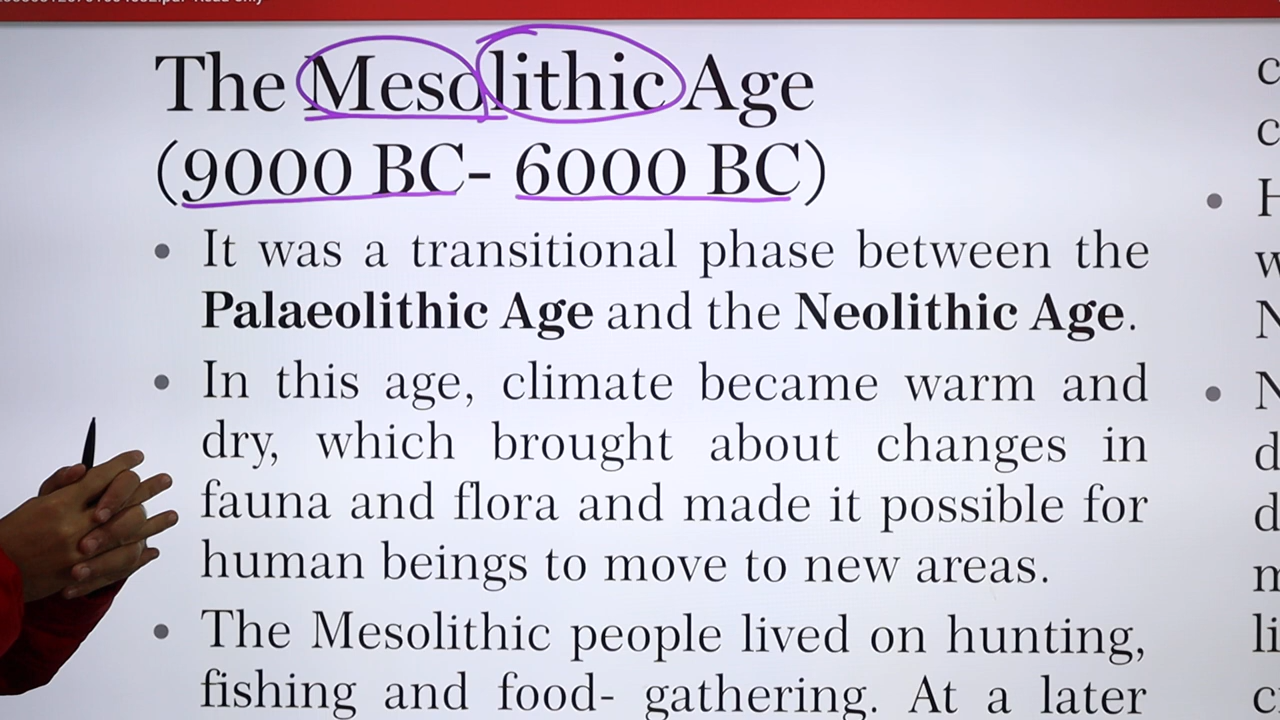 The Mesolithic Age
(9000 BC- 6000 BC)
• It was a transitional phase between the
Palaeolithic Age and the Neolithic Age.
• In this age, climate became warm and
dry, which brought about changes in
fauna and flora and made it possible for
human beings to move to new areas.
• The Mesolithic people lived on hunting,
fishing and food- gathering. At a later